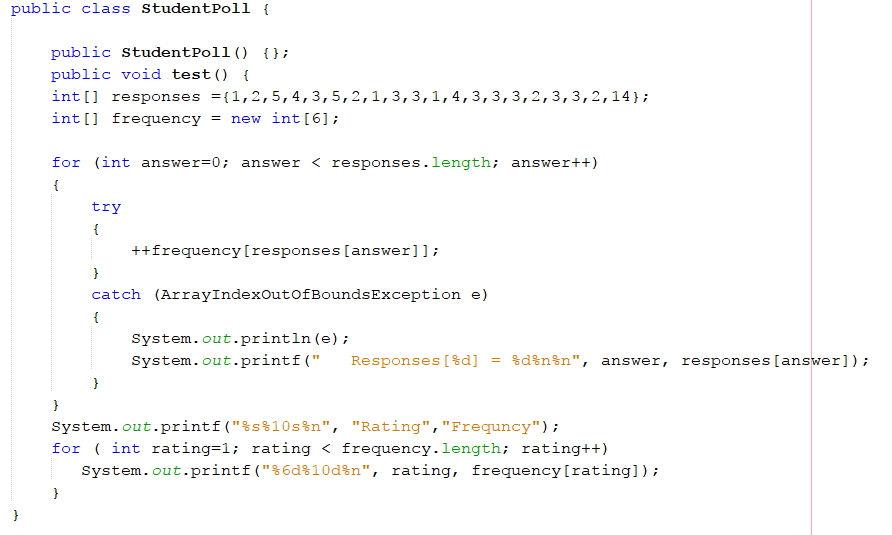 public class StudentPoll {
public StudentPoll() {};
public void test() {
int[] responses ={1,2,5,4,3,5,2,1,3,3,1,4,3,3,3,2,3,3,2,14};
int[] frequency = new int[6];
for (int answer=0; answer < responses.length; answer++)
{
try
{
++frequency[responses[answer]];
}
catch (ArrayIndexOutOfBoundsException e)
{
System.out.println(e);
System.out.printf("   Responses[%d] = %d%n%n", answer, responses[answer]);
}
}
System.out.printf("%s%10s%n", "Rating","Frequncy");
for ( int rating=1; rating < frequency.length; rating++)
System.out.printf("%6d%10d%n", rating, frequency[rating]);
}
}